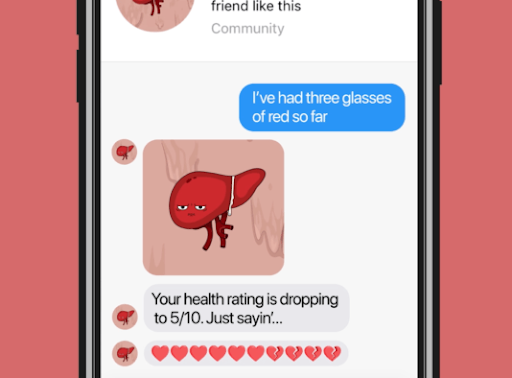 friend like this
Community
I've had three glasses
of red so far
Your health rating is dropping
to 5/10. Just sayin'...